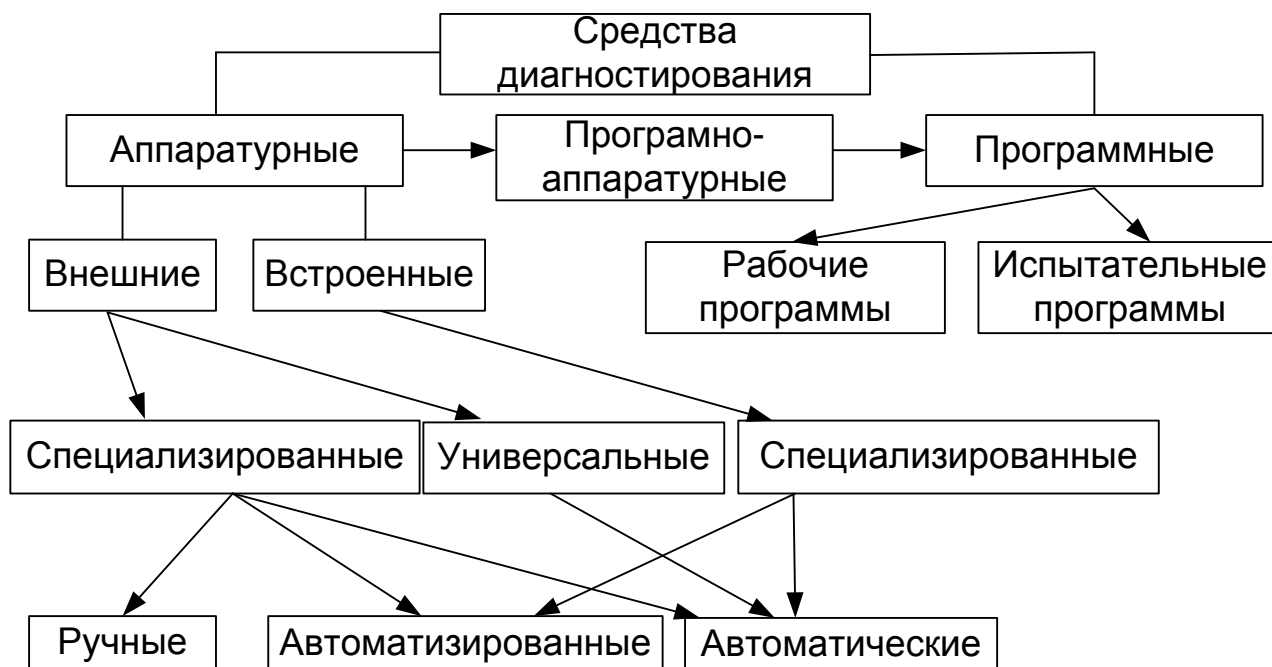 Средства
диагностирования
Аппаратурные
Програмно-
аппаратурные
Программные
Внешние
Встроенные
Рабочие
программы
Испытательные
программы
Специализированные
Универсальные
Специализированные
Ручные
Автоматизированные
Автоматические